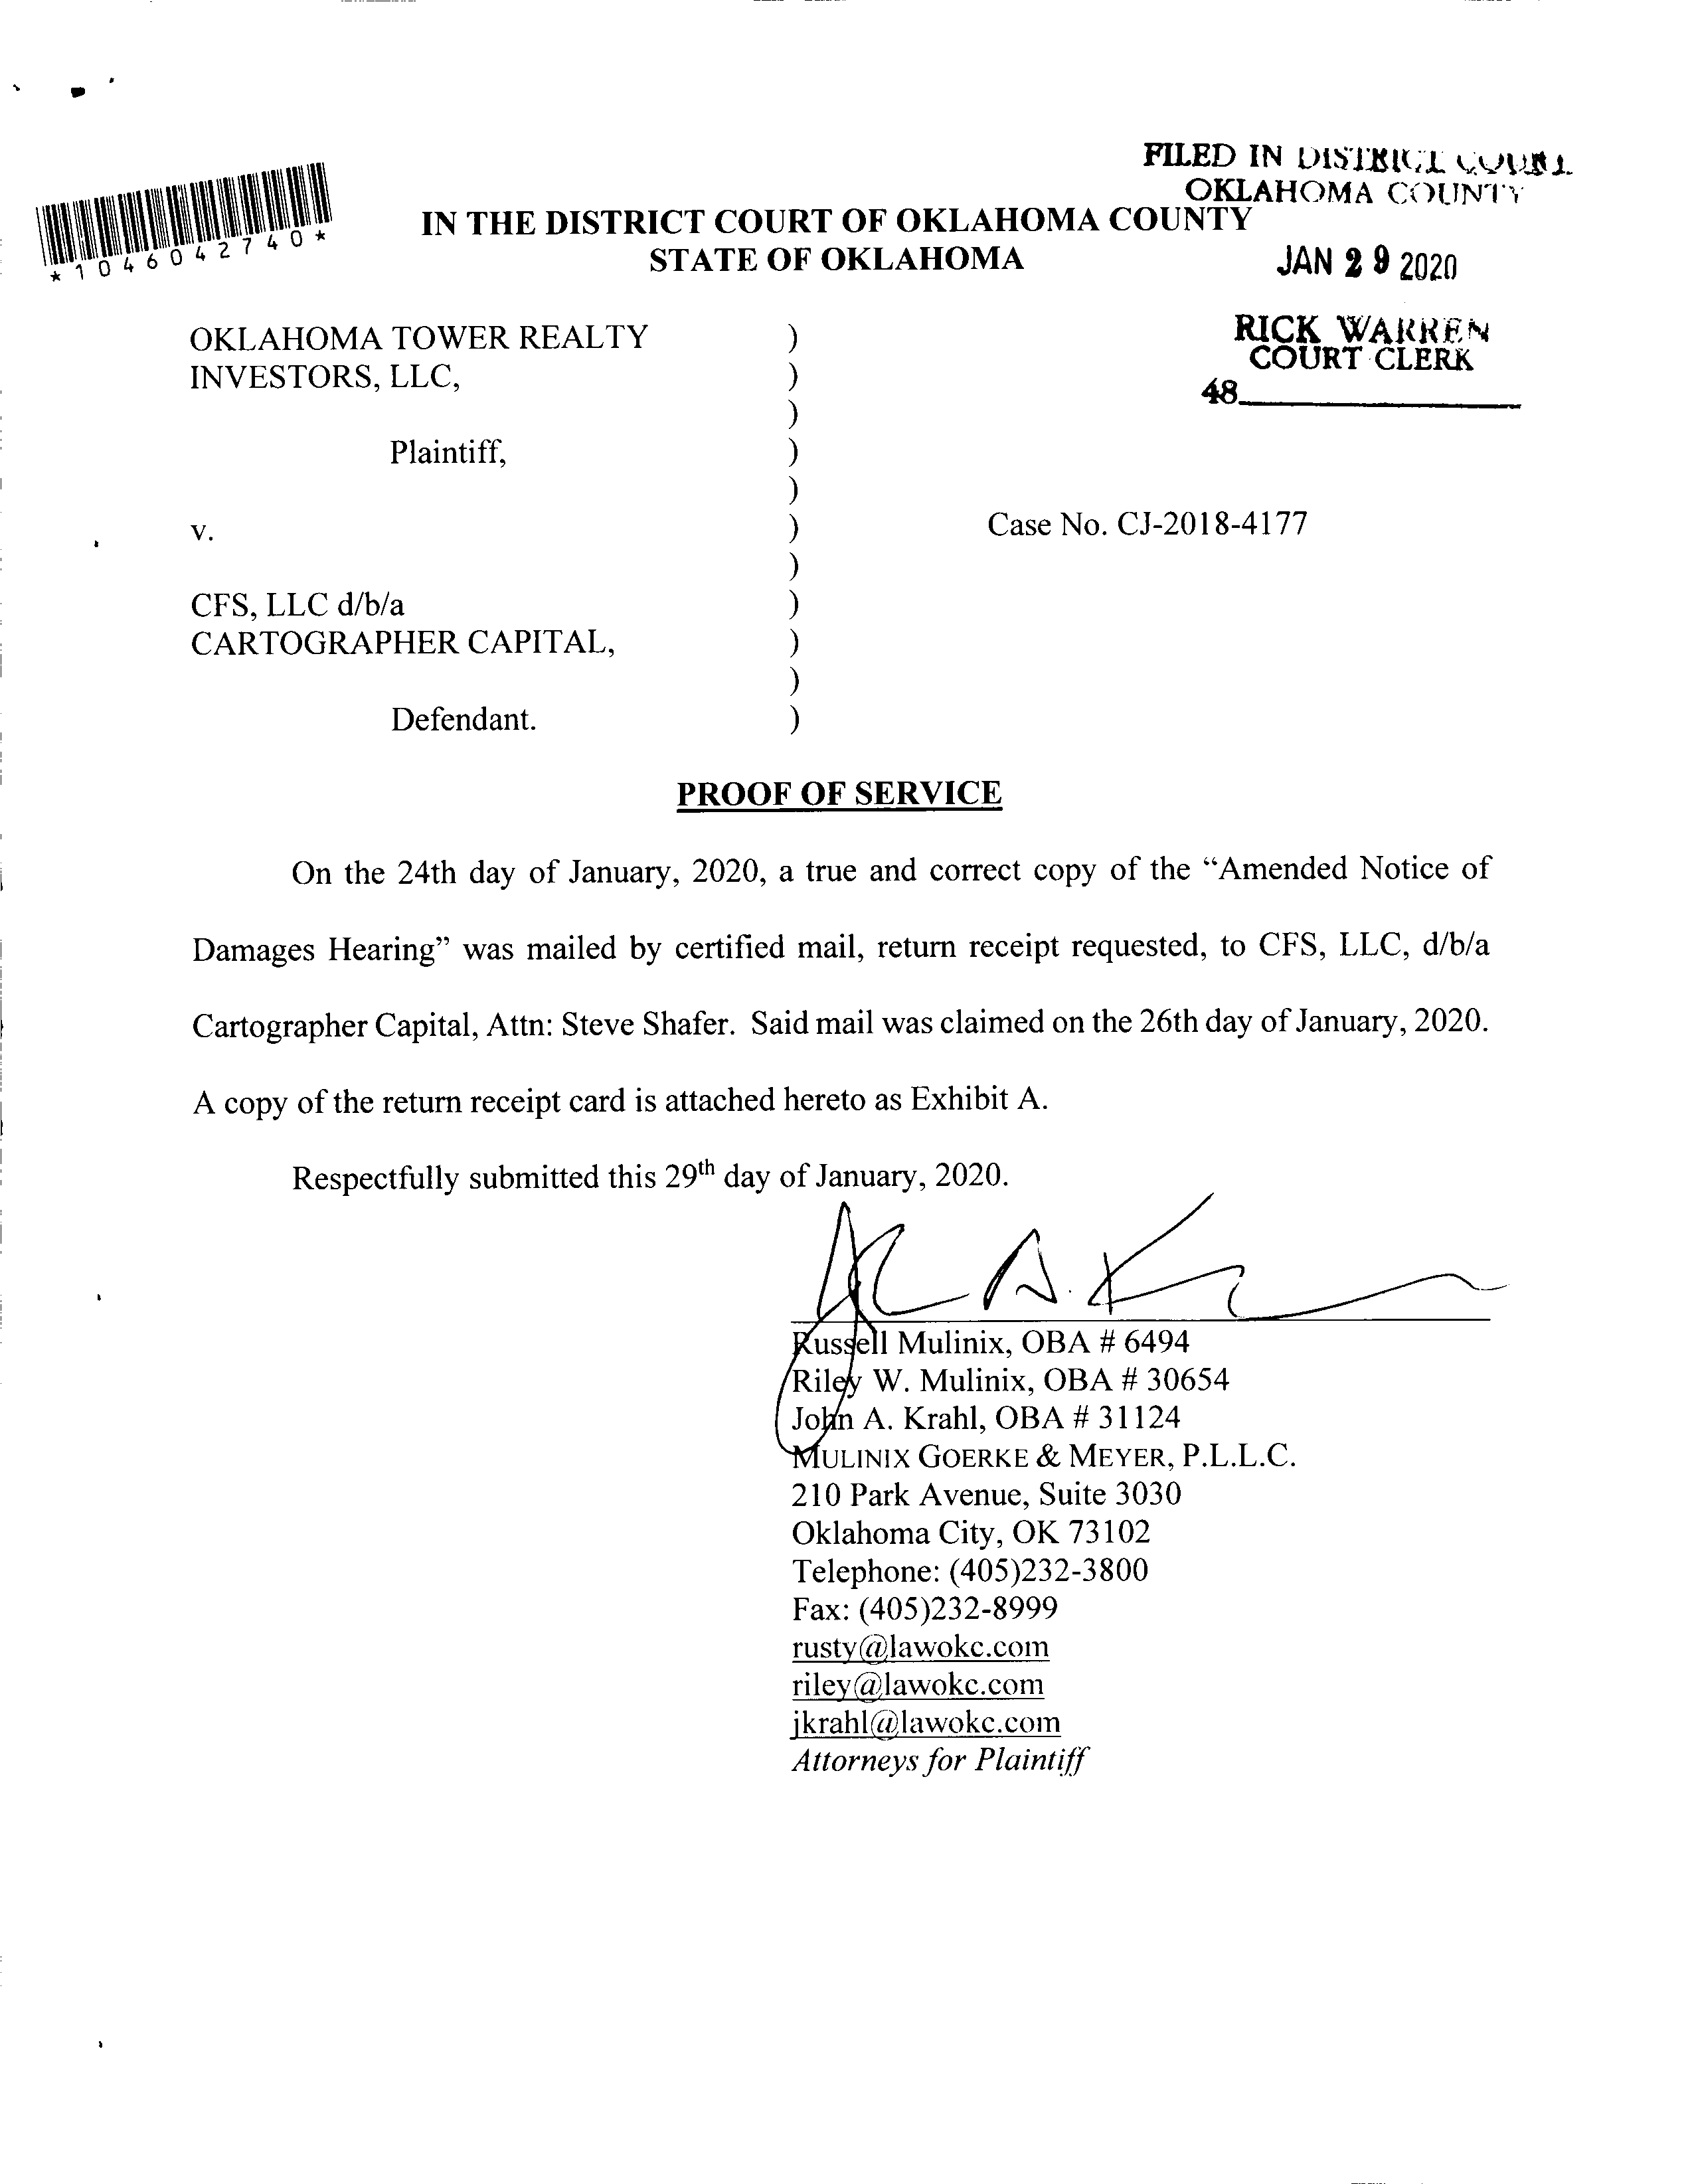 FILED IN DISTRICT COURT
OKLAHOMA COUNTY
*1046042740*
IN THE DISTRICT COURT OF OKLAHOMA COUNTY
STATE OF OKLAHOMA
JAN 29 2020
RICK WARREN
COURT CLERK
48
OKLAHOMA TOWER REALTY )
INVESTORS, LLC, )
)
Plaintiff, )
)
v. ) Case No. CJ-2018-4177
)
CFS, LLC d/b/a )
CARTOGRAPHER CAPITAL, )
)
Defendant. )
PROOF OF SERVICE
On the 24th day of January, 2020, a true and correct copy of the “Amended Notice of
Damages Hearing” was mailed by certified mail, return receipt requested, to CFS, LLC, d/b/a
Cartographer Capital, Attn: Steve Shafer. Said mail was claimed on the 26th day of January, 2020.
A copy of the return receipt card is attached hereto as Exhibit A.
Respectfully submitted this 29th day of January, 2020.
Russell Mulinix, OBA # 6494
Riley W. Mulinix, OBA # 30654
John A. Krahl, OBA # 31124
MULINIX GOERKE & MEYER, P.L.L.C.
210 Park Avenue, Suite 3030
Oklahoma City, OK 73102
Telephone: (405)232-3800
Fax: (405)232-8999
rusty@lawokc.com
riley@lawokc.com
jkrahl@lawokc.com
Attorneys for Plaintiff